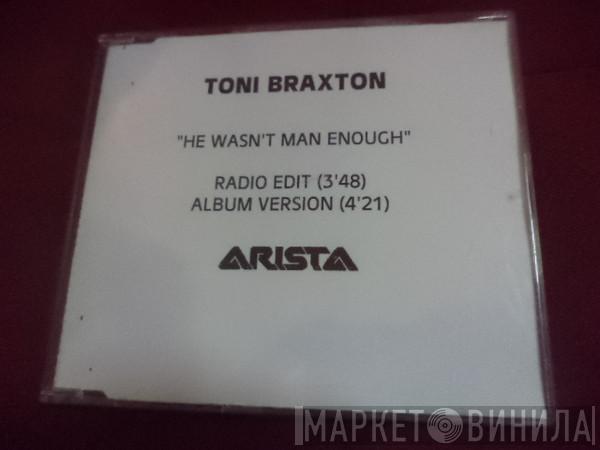 TONI BRAXTON
"HE WASN'T MAN ENOUGH"
RADIO EDIT (3'48)
ALBUM VERSION (4'21)
ARISTA
МАРКЕТ ВИНИЛА